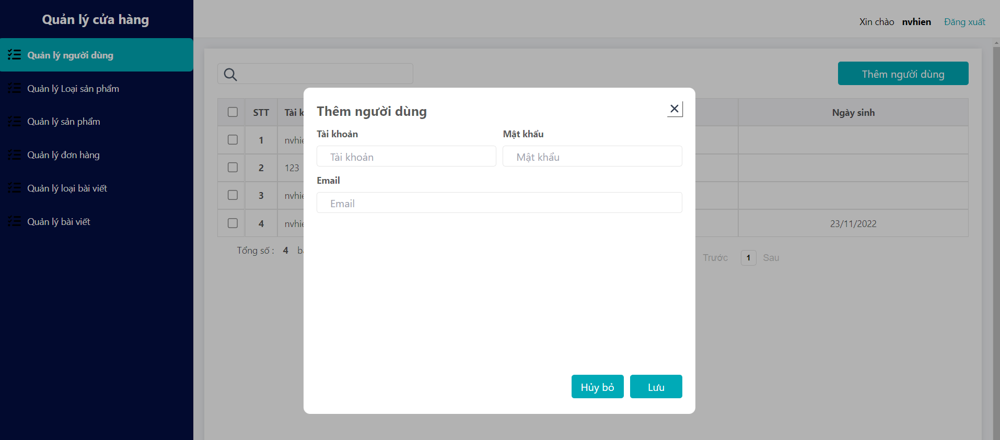 Quản lý cửa hàng
Xin chào nvhien Đăng xuất
Quản lý người dùng
Quản lý Loại sản phẩm
Quản lý sản phẩm
Quản lý đơn hàng
Quản lý loại bài viết
Quản lý bài viết
Thêm người dùng
STT Tài Ngày sinh
1
2 123
3
4 23/11/2022
Tổng số : 4
Trước 1 Sau
Thêm người dùng
Tài khoản Mật khẩu
Tài khoản Mật khẩu
Email
Email
Hủy bỏ Lưu